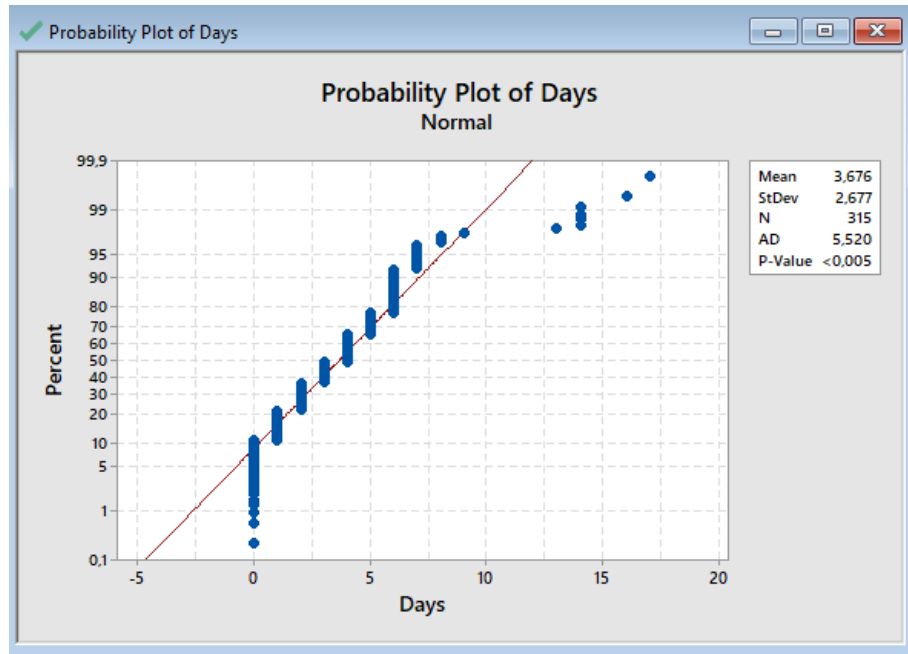 Probability Plot of Days
Probability Plot of Days
Normal
99,9
99
95
90
80
70
60
50
40
30
20
10
5
1
0,1
Percent
-5 0 5 10 15 20
Days
Mean 3,676
StDev 2,677
N 315
AD 5,520
P-Value <0,005